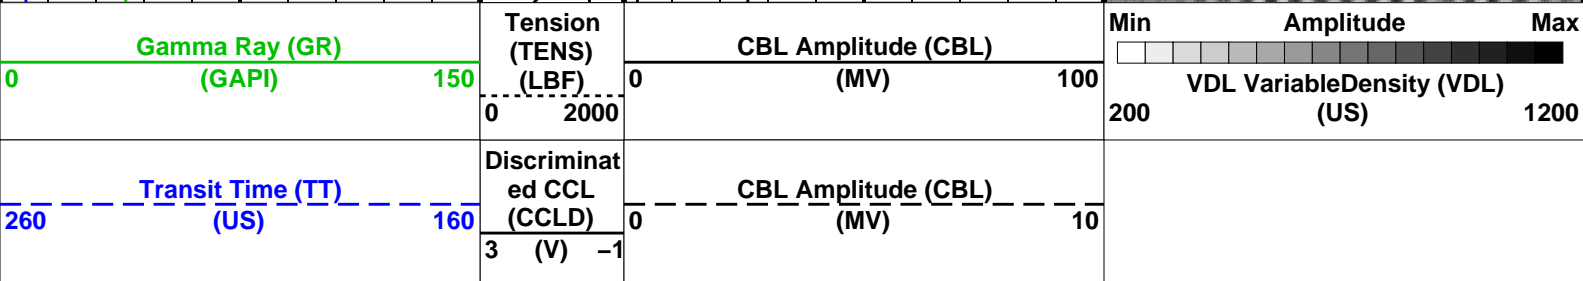 Gamma Ray (GR)
0 (GAPI) 150
Tension
(TENS)
(LBF)
0 2000
CBL Amplitude (CBL)
0 (MV) 100
Min Amplitude Max
VDL VariableDensity (VDL)
200 (US) 1200
Transit Time (TT)
260 (US) 160
Discriminat
ed CCL
(CCLD)
3 (V) −1
CBL Amplitude (CBL)
0 (MV) 10